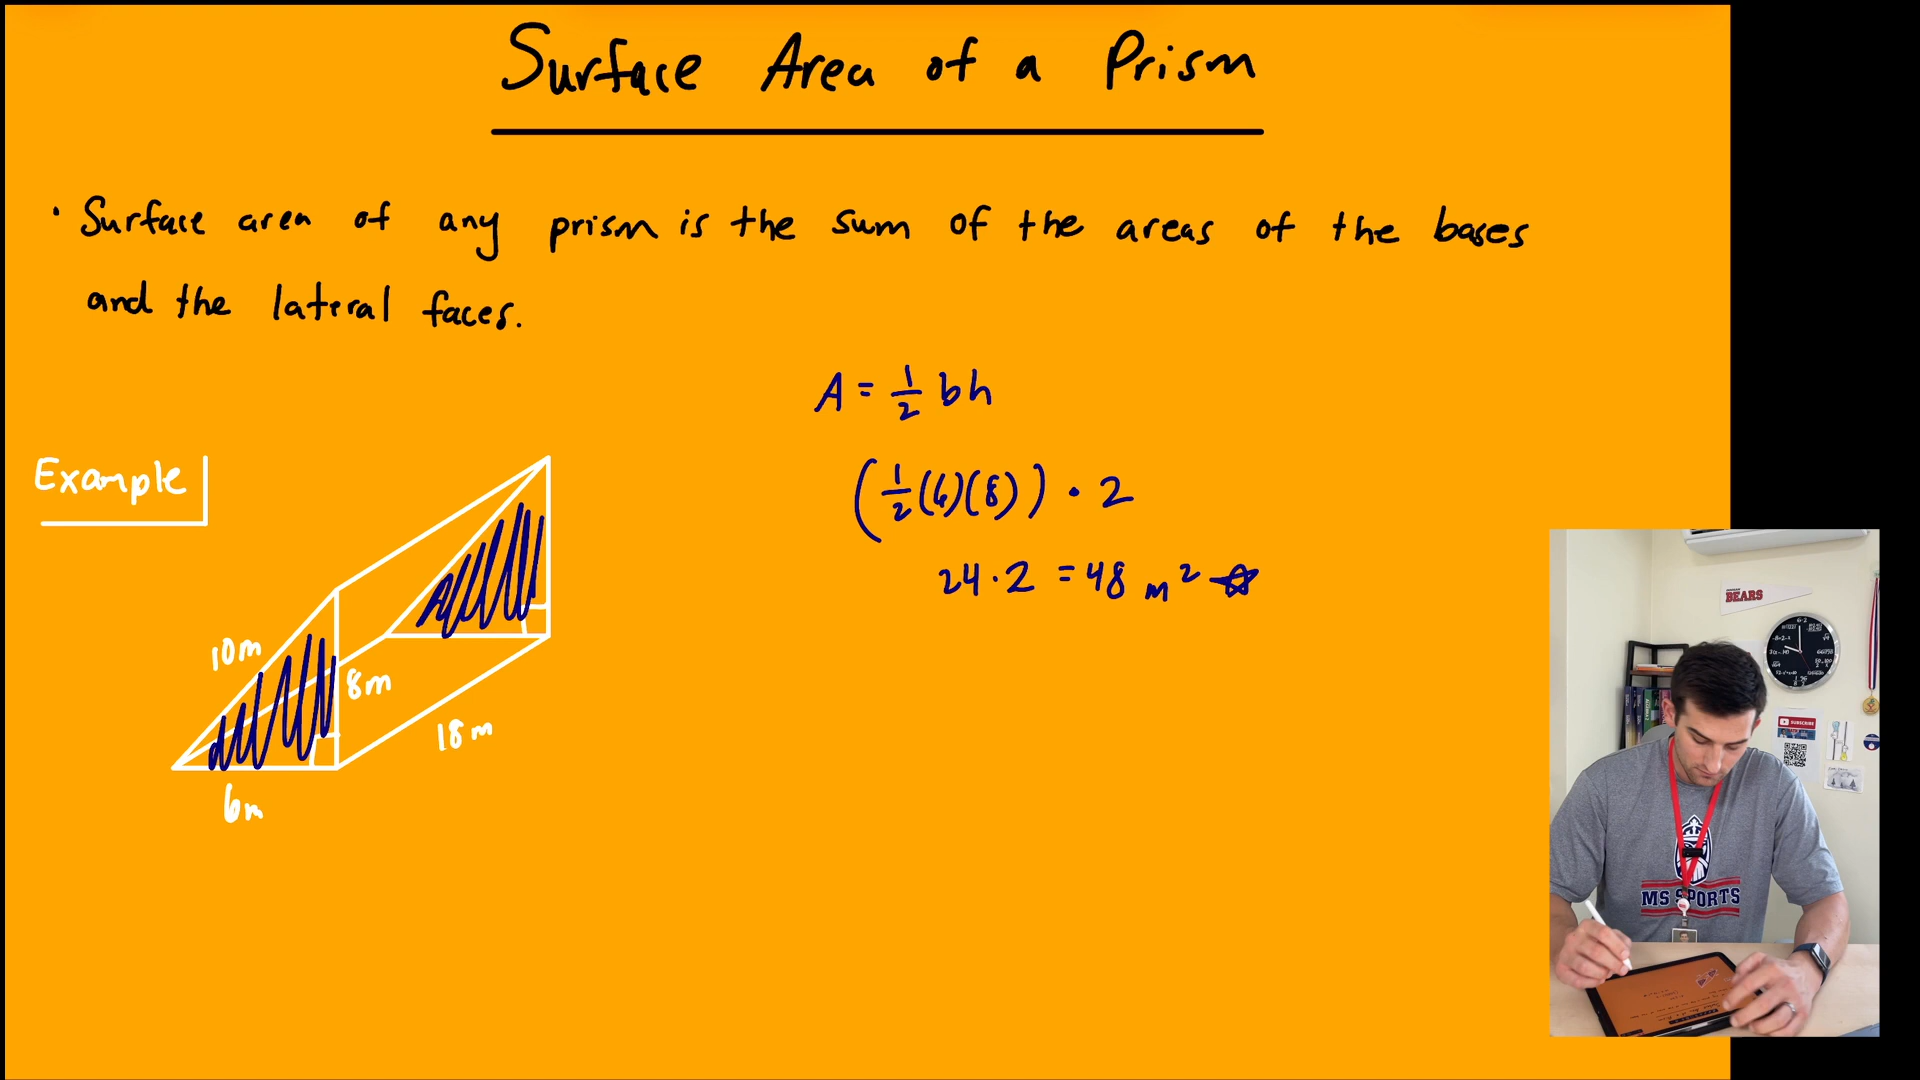 Surface Area of a Prism
· Surface area of any prism is the sum of the areas of the bases
and the lateral faces.
A = 1/2 bh
(1/2(6)(8)) · 2
24 · 2 = 48 m²
Example
10m
8m
18m
6m
BEARS
SUBSCRIBE
MS SPORTS